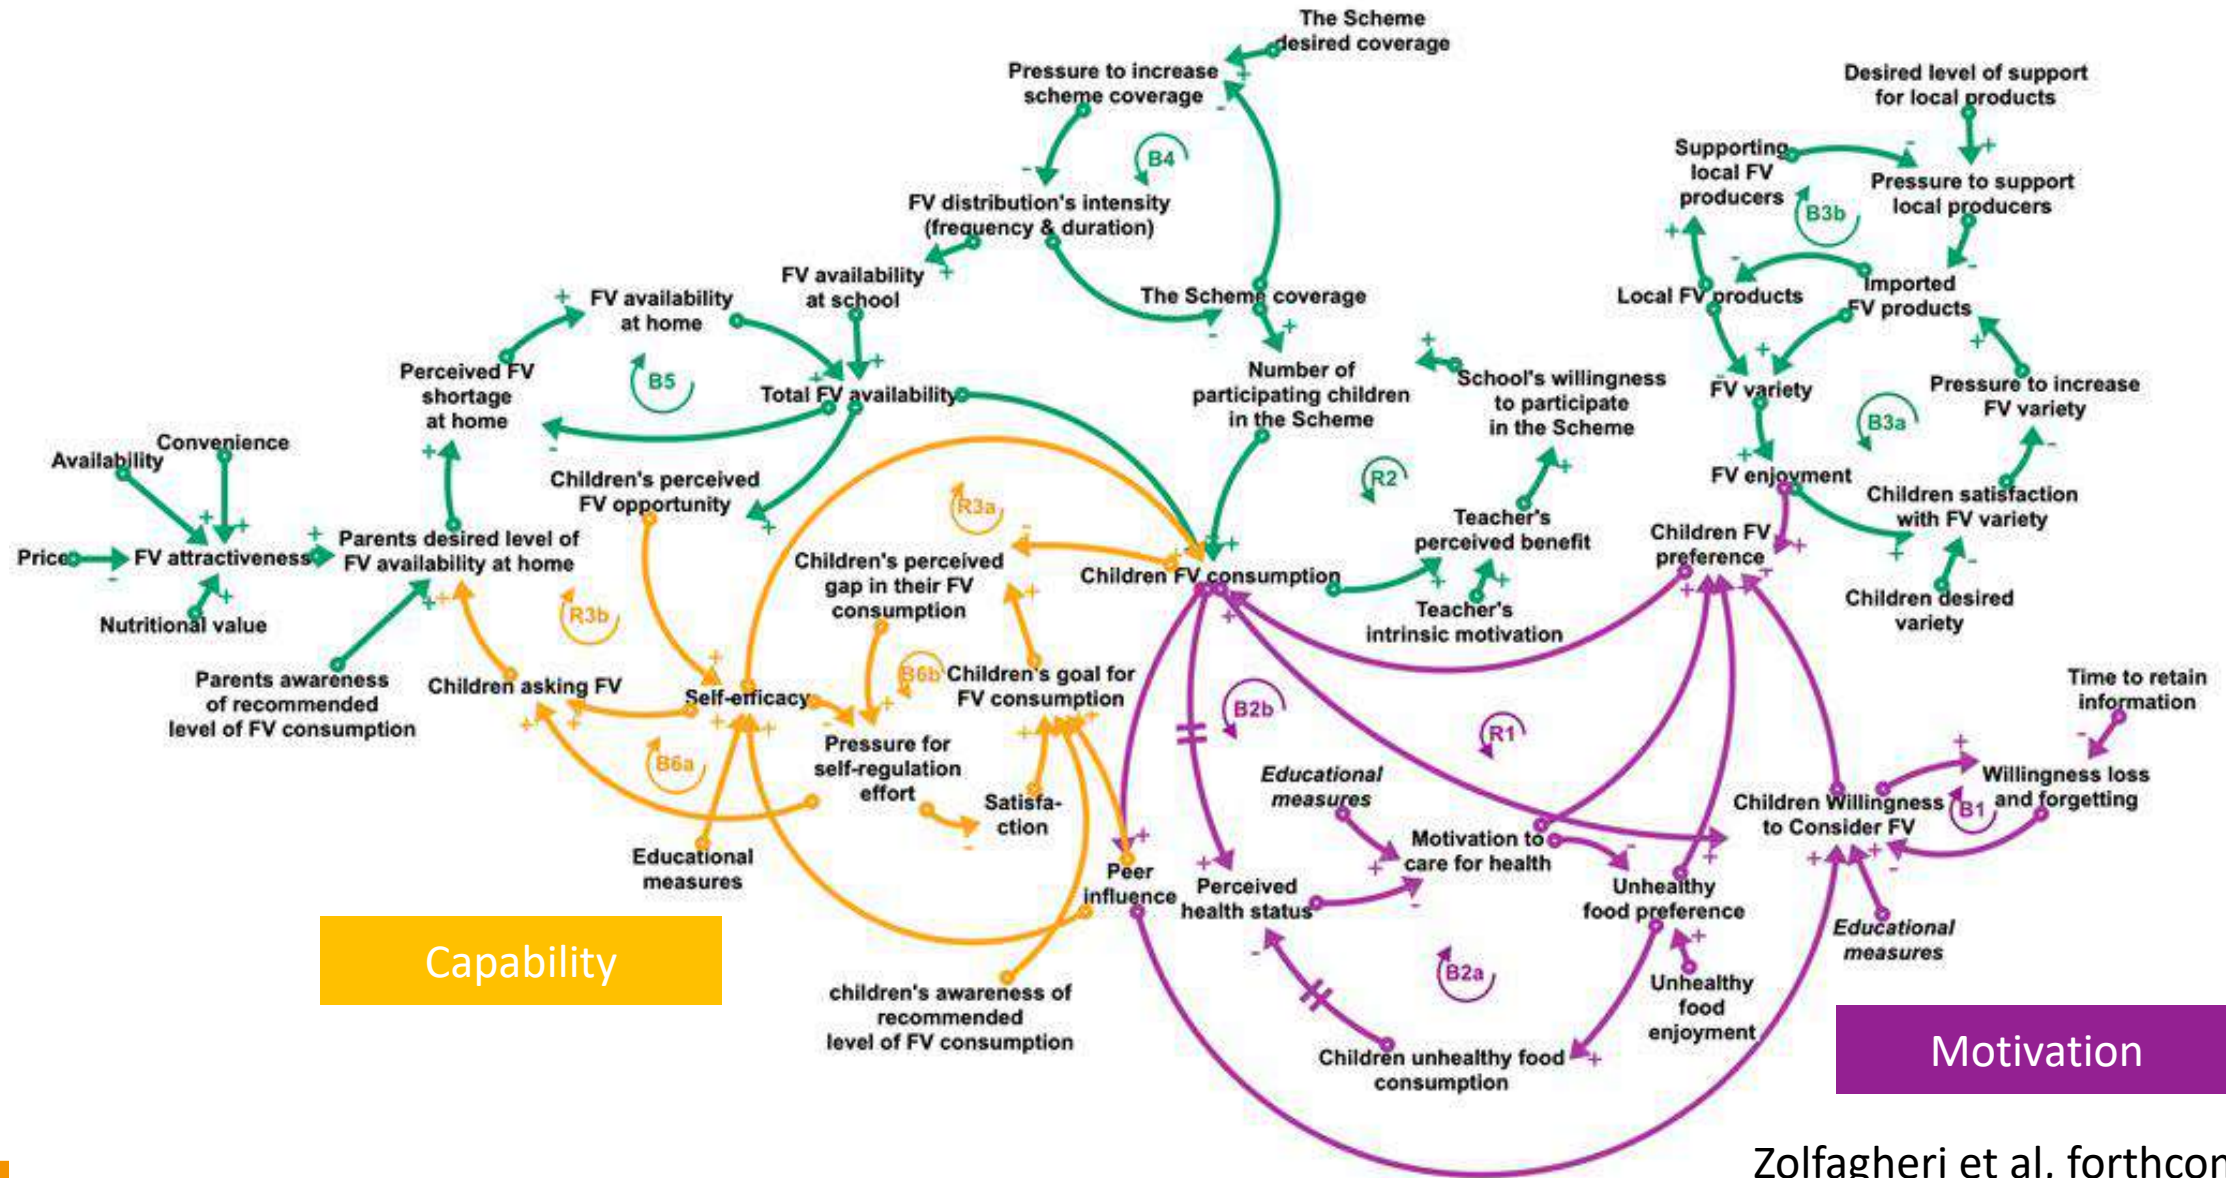 The Scheme
desired coverage
Pressure to increase
scheme coverage
B4
FV distribution's intensity
(frequency & duration)
FV availability
at school
FV availability
at home
The Scheme coverage
Perceived FV
shortage
at home
B5
Total FV availability
Number of
participating children
in the Scheme
School's willingness
to participate
in the Scheme
R2
Teacher's
perceived benefit
Teacher's
intrinsic motivation
Desired level of support
for local products
Supporting
local FV
producers
Pressure to support
local producers
B3b
Local FV products
Imported
FV products
FV variety
Pressure to increase
FV variety
B3a
FV enjoyment
Children satisfaction
with FV variety
Children FV
preference
Children desired
variety
Availability
Convenience
Price
FV attractiveness
Nutritional value
Parents desired level of
FV availability at home
Parents awareness
of recommended
level of FV consumption
Children's perceived
FV opportunity
R3a
R3b
Children's perceived
gap in their FV
consumption
Children FV consumption
Children asking FV
Self-efficacy
B6b
Children's goal for
FV consumption
B6a
Pressure for
self-regulation
effort
Satisfa-
ction
Educational
measures
Peer
influence
children's awareness of
recommended
level of FV consumption
B2b
R1
Educational
measures
Motivation to
care for health
Perceived
health status
Unhealthy
food preference
B2a
Unhealthy
food
enjoyment
Children unhealthy food
consumption
Time to retain
information
Willingness loss
and forgetting
B1
Children Willingness
to Consider FV
Educational
measures
Capability
Motivation
Zolfagheri et al. forthcom